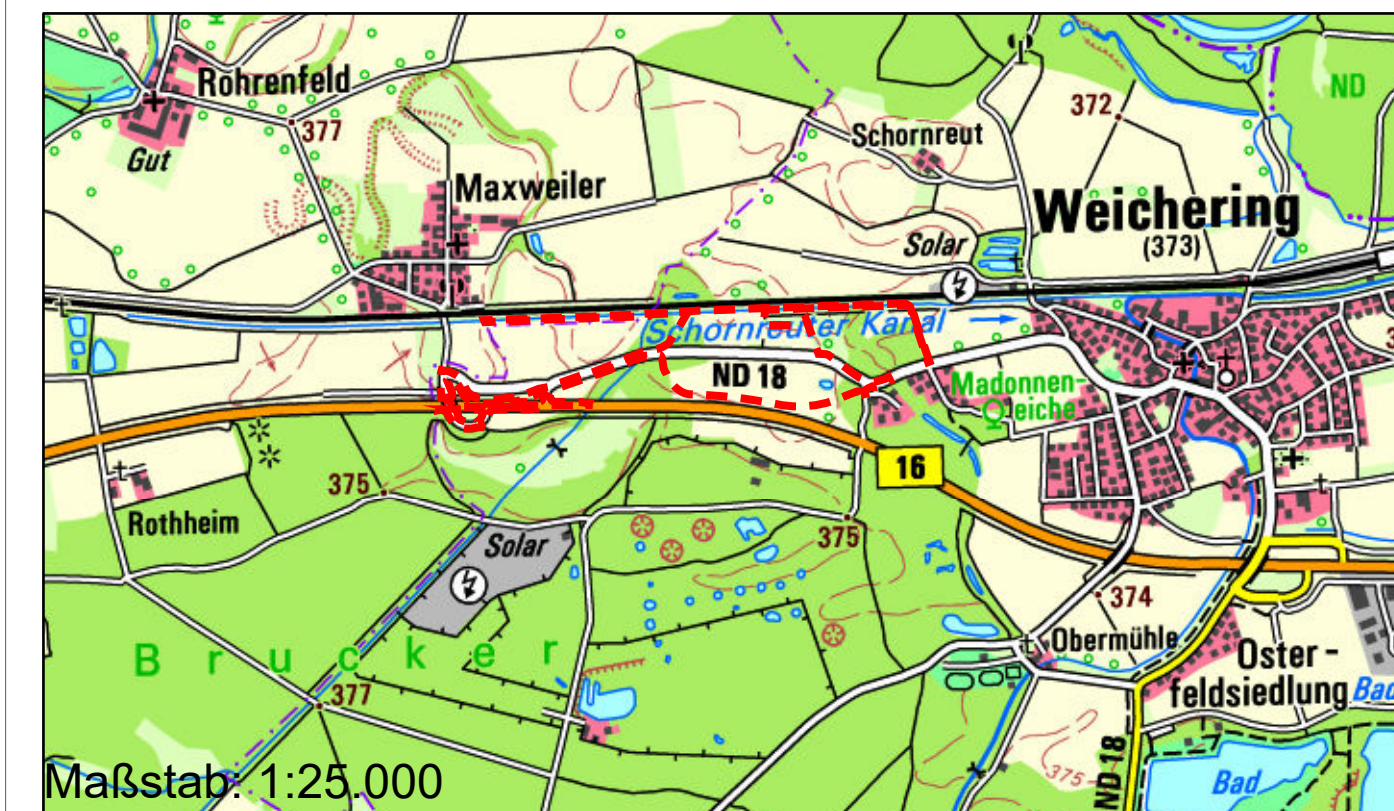 Rohrenfeld
377
Gut
Maxweiler
372
ND
Schornreut
Weichering
(373)
Solar
Schornreuter Kanal
ND 18
Madonnen-
eiche
16
375
Rothheim
375
Solar
374
Obermühle
Oster-
feldsiedlung
Bad
Brucker
377
375
ND 18
Bad
Maßstab: 1:25.000